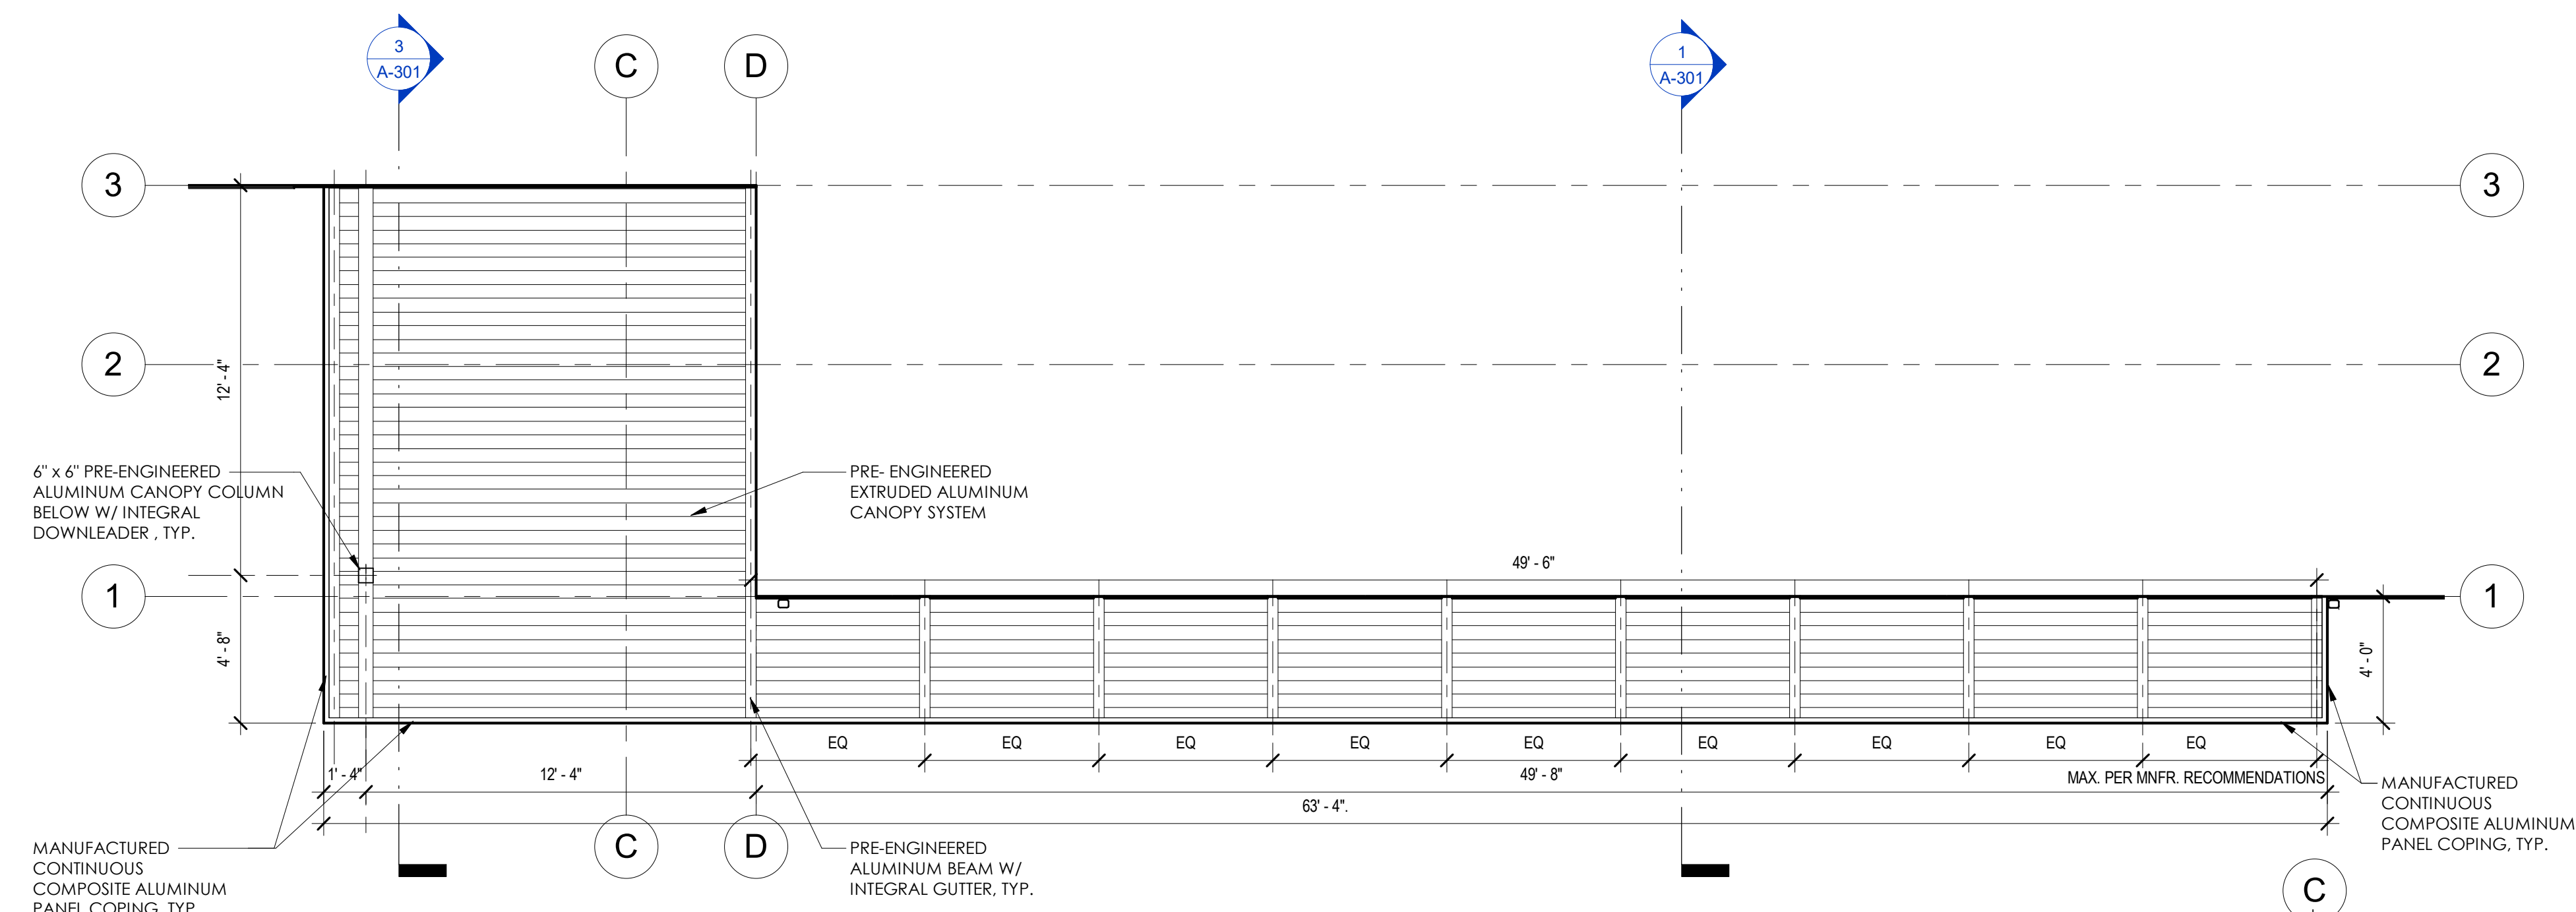 3
A-301
C
D
1
A-301
3
3
2
2
12' - 4"
6" x 6" PRE-ENGINEERED
ALUMINUM CANOPY COLUMN
BELOW W/ INTEGRAL
DOWNLEADER , TYP.
PRE- ENGINEERED
EXTRUDED ALUMINUM
CANOPY SYSTEM
49' - 6"
1
1
4' - 8"
4' - 0"
EQ
EQ
EQ
EQ
EQ
EQ
EQ
EQ
EQ
1' - 4"
12' - 4"
49' - 8"
MAX. PER MNFR. RECOMMENDATIONS
63' - 4".
MANUFACTURED
CONTINUOUS
COMPOSITE ALUMINUM
PANEL COPING, TYP.
C
D
MANUFACTURED
CONTINUOUS
COMPOSITE ALUMINUM
PANEL COPING, TYP
PRE-ENGINEERED
ALUMINUM BEAM W/
INTEGRAL GUTTER, TYP.
C